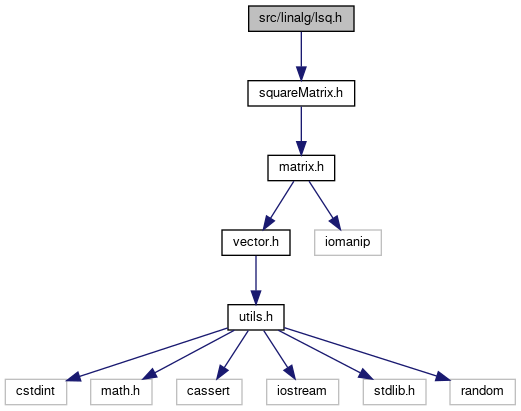 src/linalg/lsq.h
squareMatrix.h
matrix.h
vector.h
iomanip
utils.h
cstdint
math.h
cassert
iostream
stdlib.h
random